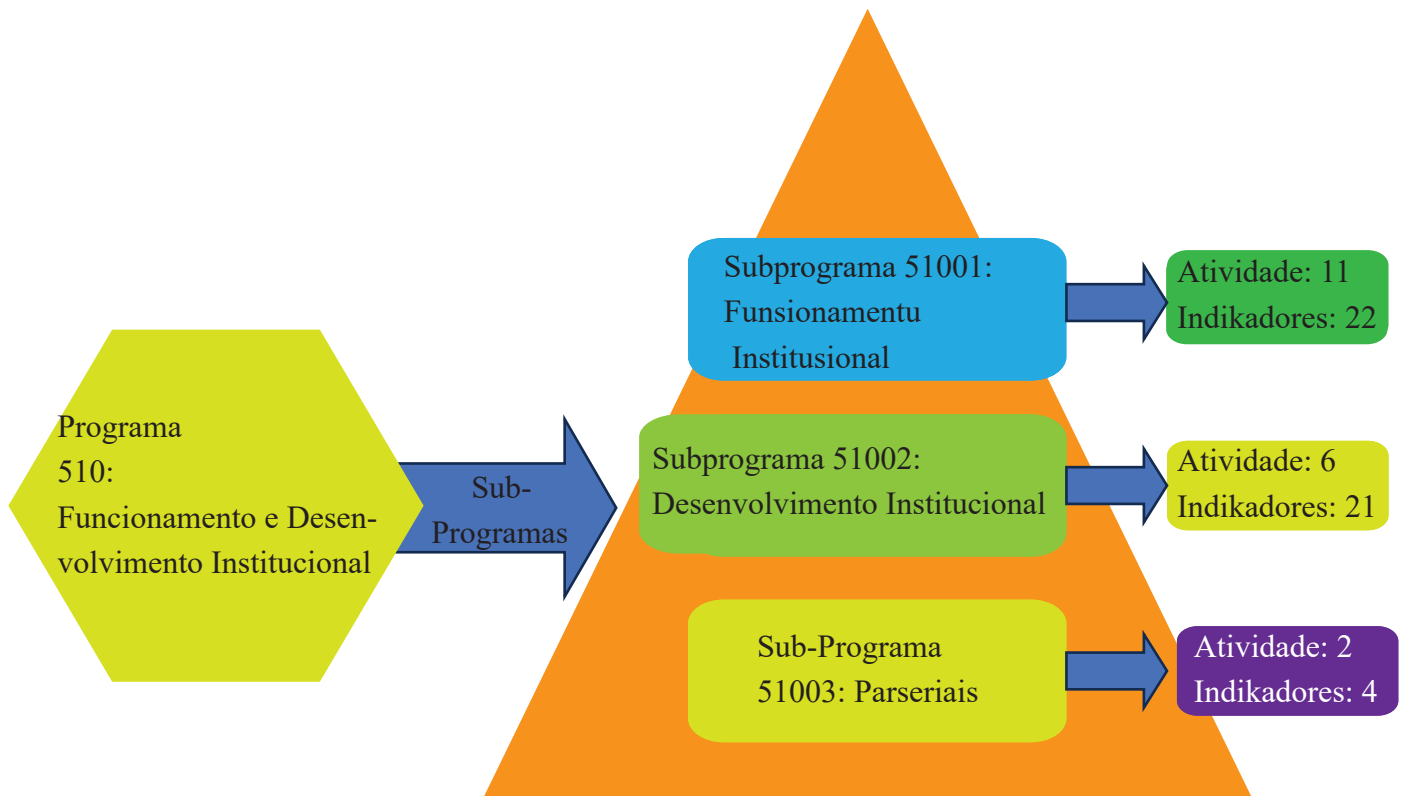 Programa
510:
Funcionamento e Desen-
volvimento Institucional
Sub-
Programas
Subprograma 51001:
Funsionamentu
Institusional
Atividade: 11
Indikadores: 22
Subprograma 51002:
Desenvolvimento Institucional
Atividade: 6
Indikadores: 21
Sub-Programa
51003: Parseriais
Atividade: 2
Indikadores: 4